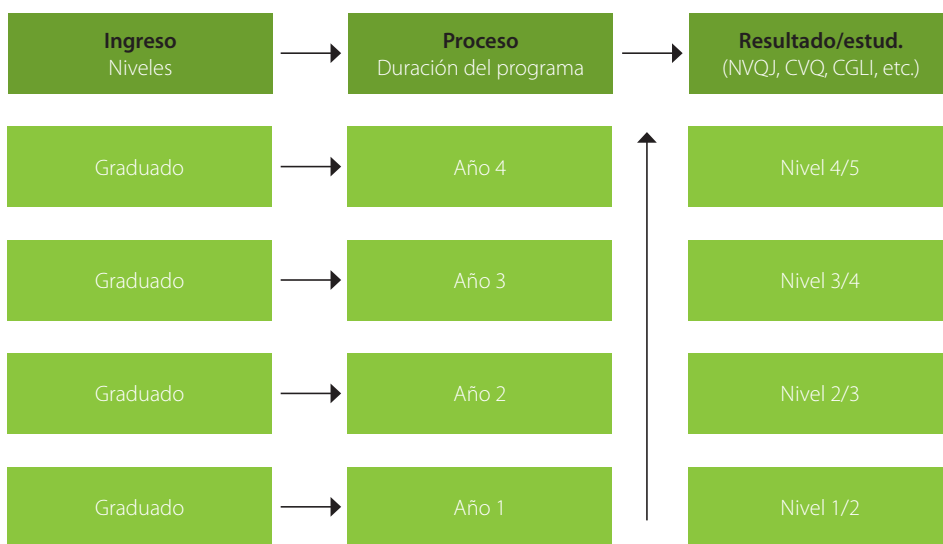 Ingreso
Niveles
Proceso
Duración del programa
Resultado/estud.
(NVQJ, CVQ, CGLI, etc.)
Graduado
Año 4
Nivel 4/5
Graduado
Año 3
Nivel 3/4
Graduado
Año 2
Nivel 2/3
Graduado
Año 1
Nivel 1/2